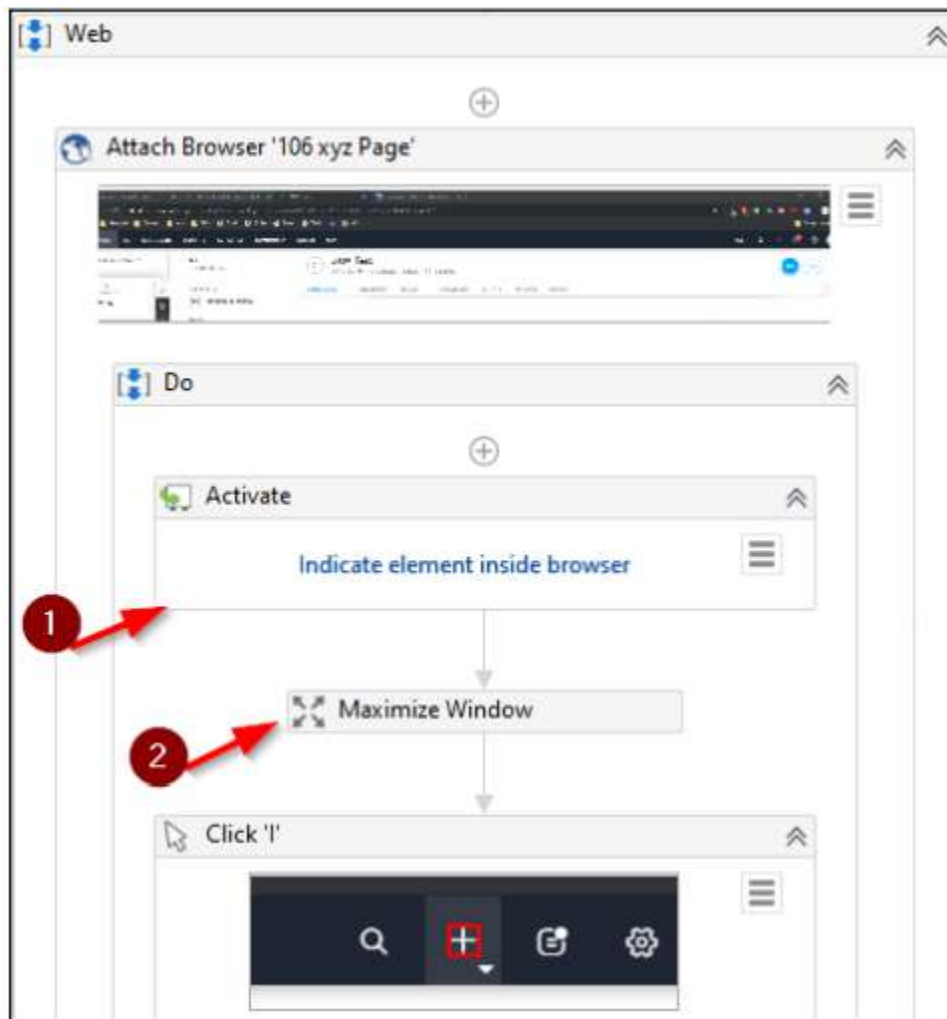 Web
Attach Browser '106 xyz Page'
Do
Activate
Indicate element inside browser
1
Maximize Window
2
Click 'I'